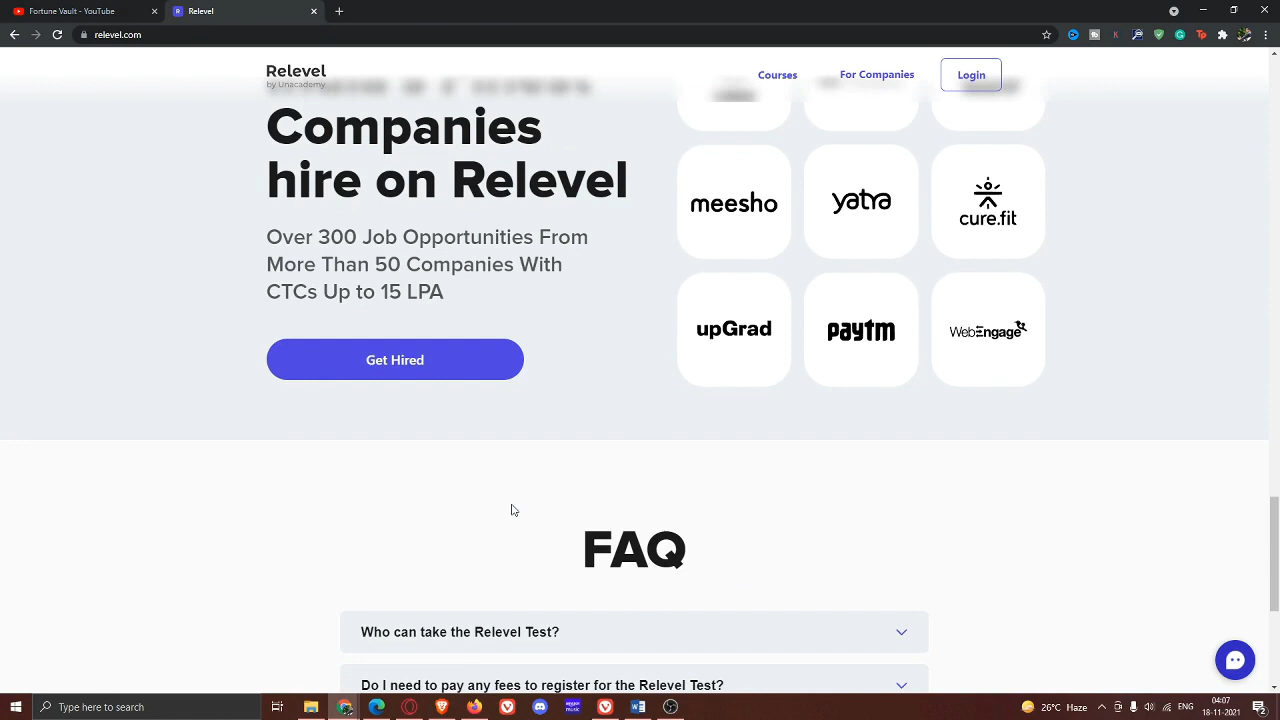 Fortune Vault - YouTube
Relevel
relevel.com
Relevel
by Unacademy
Courses
For Companies
Login
Companies
hire on Relevel
Over 300 Job Opportunities From
More Than 50 Companies With
CTCs Up to 15 LPA
Get Hired
meesho
yatra
cure.fit
upGrad
paytm
WebEngage
FAQ
Who can take the Relevel Test?
Do I need to pay any fees to register for the Relevel Test?
Type here to search
26°C Haze
ENG
04:07
18-11-2021